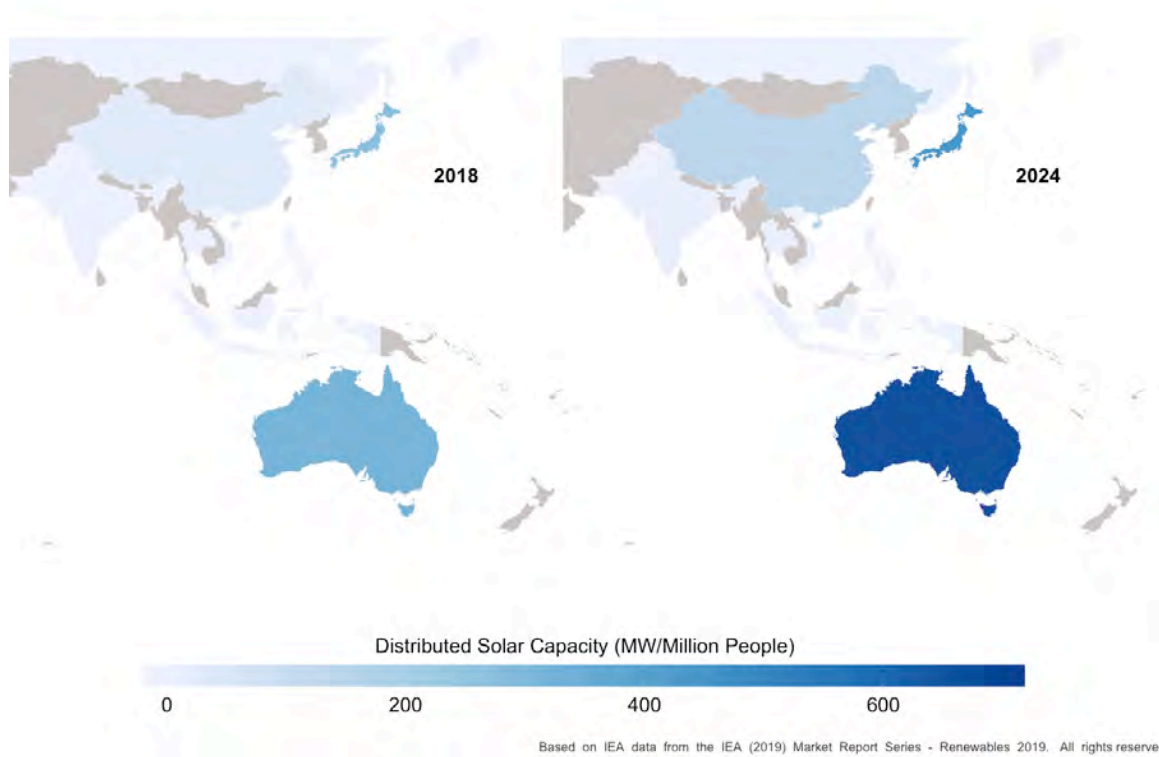 2018
2024
Distributed Solar Capacity (MW/Million People)
0 200 400 600
Based on IEA data from the IEA (2019) Market Report Series - Renewables 2019. All rights reserve